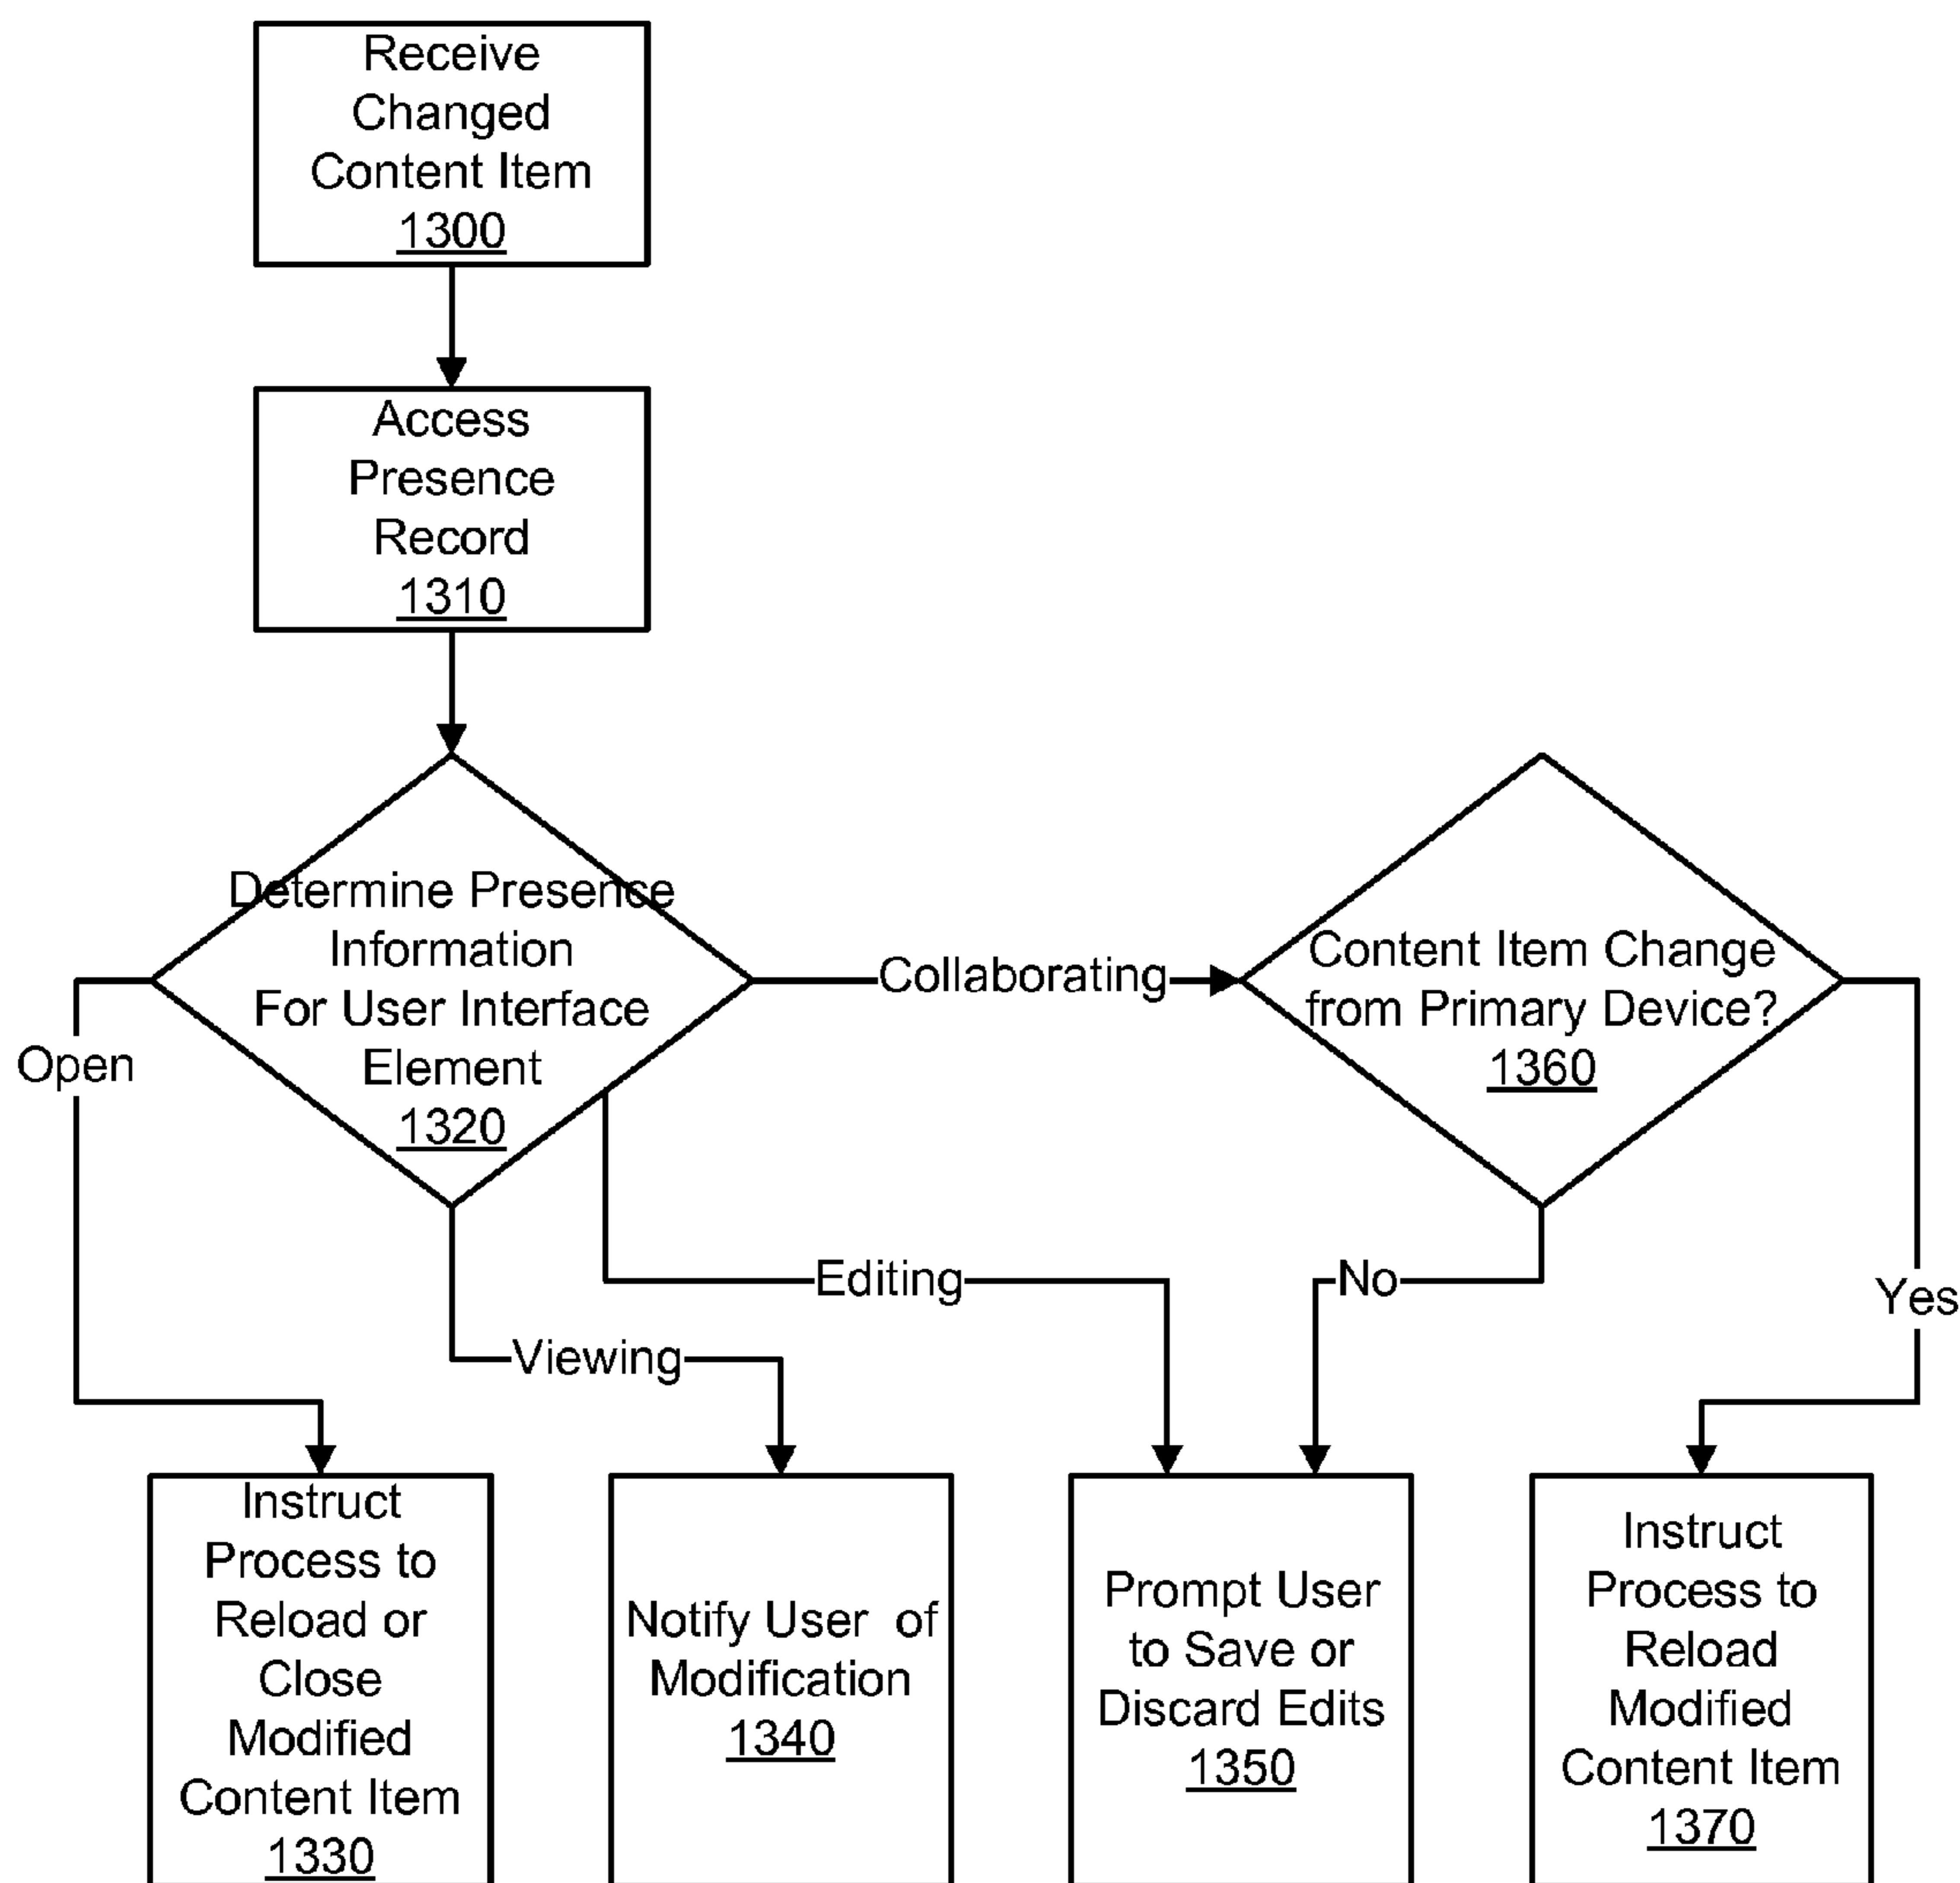 Receive
Changed
Content Item
1300
Access
Presence
Record
1310
Determine Presence
Information
For User Interface
Element
1320
Collaborating
Content Item Change
from Primary Device?
1360
Open
Editing
No
Yes
Viewing
Instruct
Process to
Reload or
Close
Modified
Content Item
1330
Notify User of
Modification
1340
Prompt User
to Save or
Discard Edits
1350
Instruct
Process to
Reload
Modified
Content Item
1370